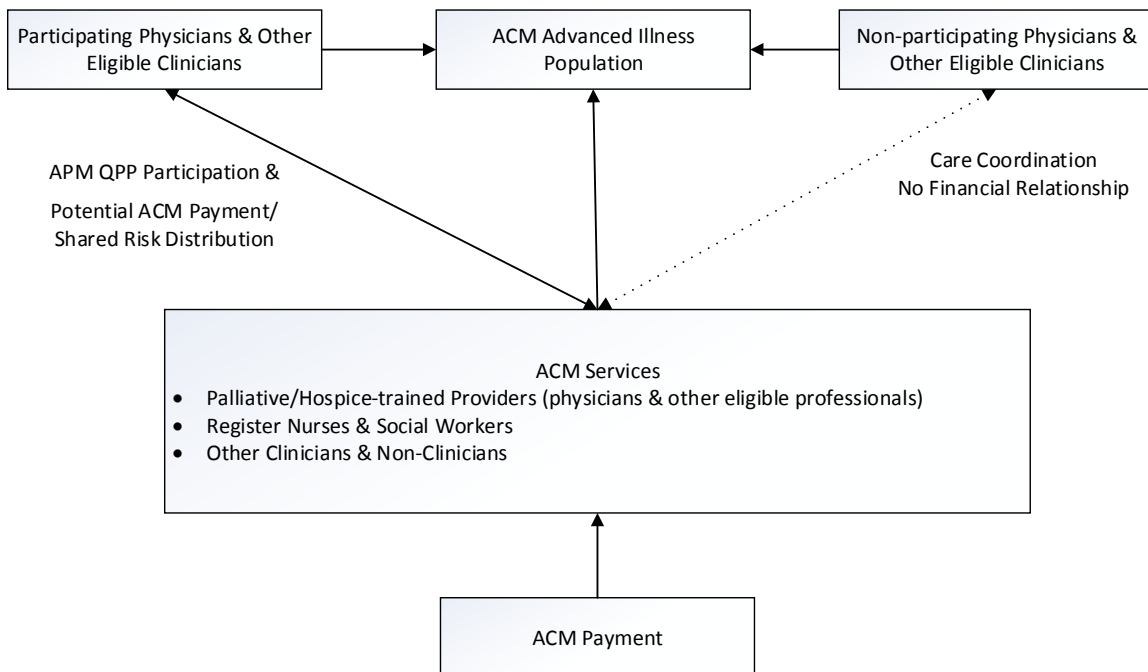 Participating Physicians & Other
Eligible Clinicians
ACM Advanced Illness
Population
Non-participating Physicians &
Other Eligible Clinicians
APM QPP Participation &
Potential ACM Payment/
Shared Risk Distribution
Care Coordination
No Financial Relationship
ACM Services
• Palliative/Hospice-trained Providers (physicians & other eligible professionals)
• Register Nurses & Social Workers
• Other Clinicians & Non-Clinicians
ACM Payment